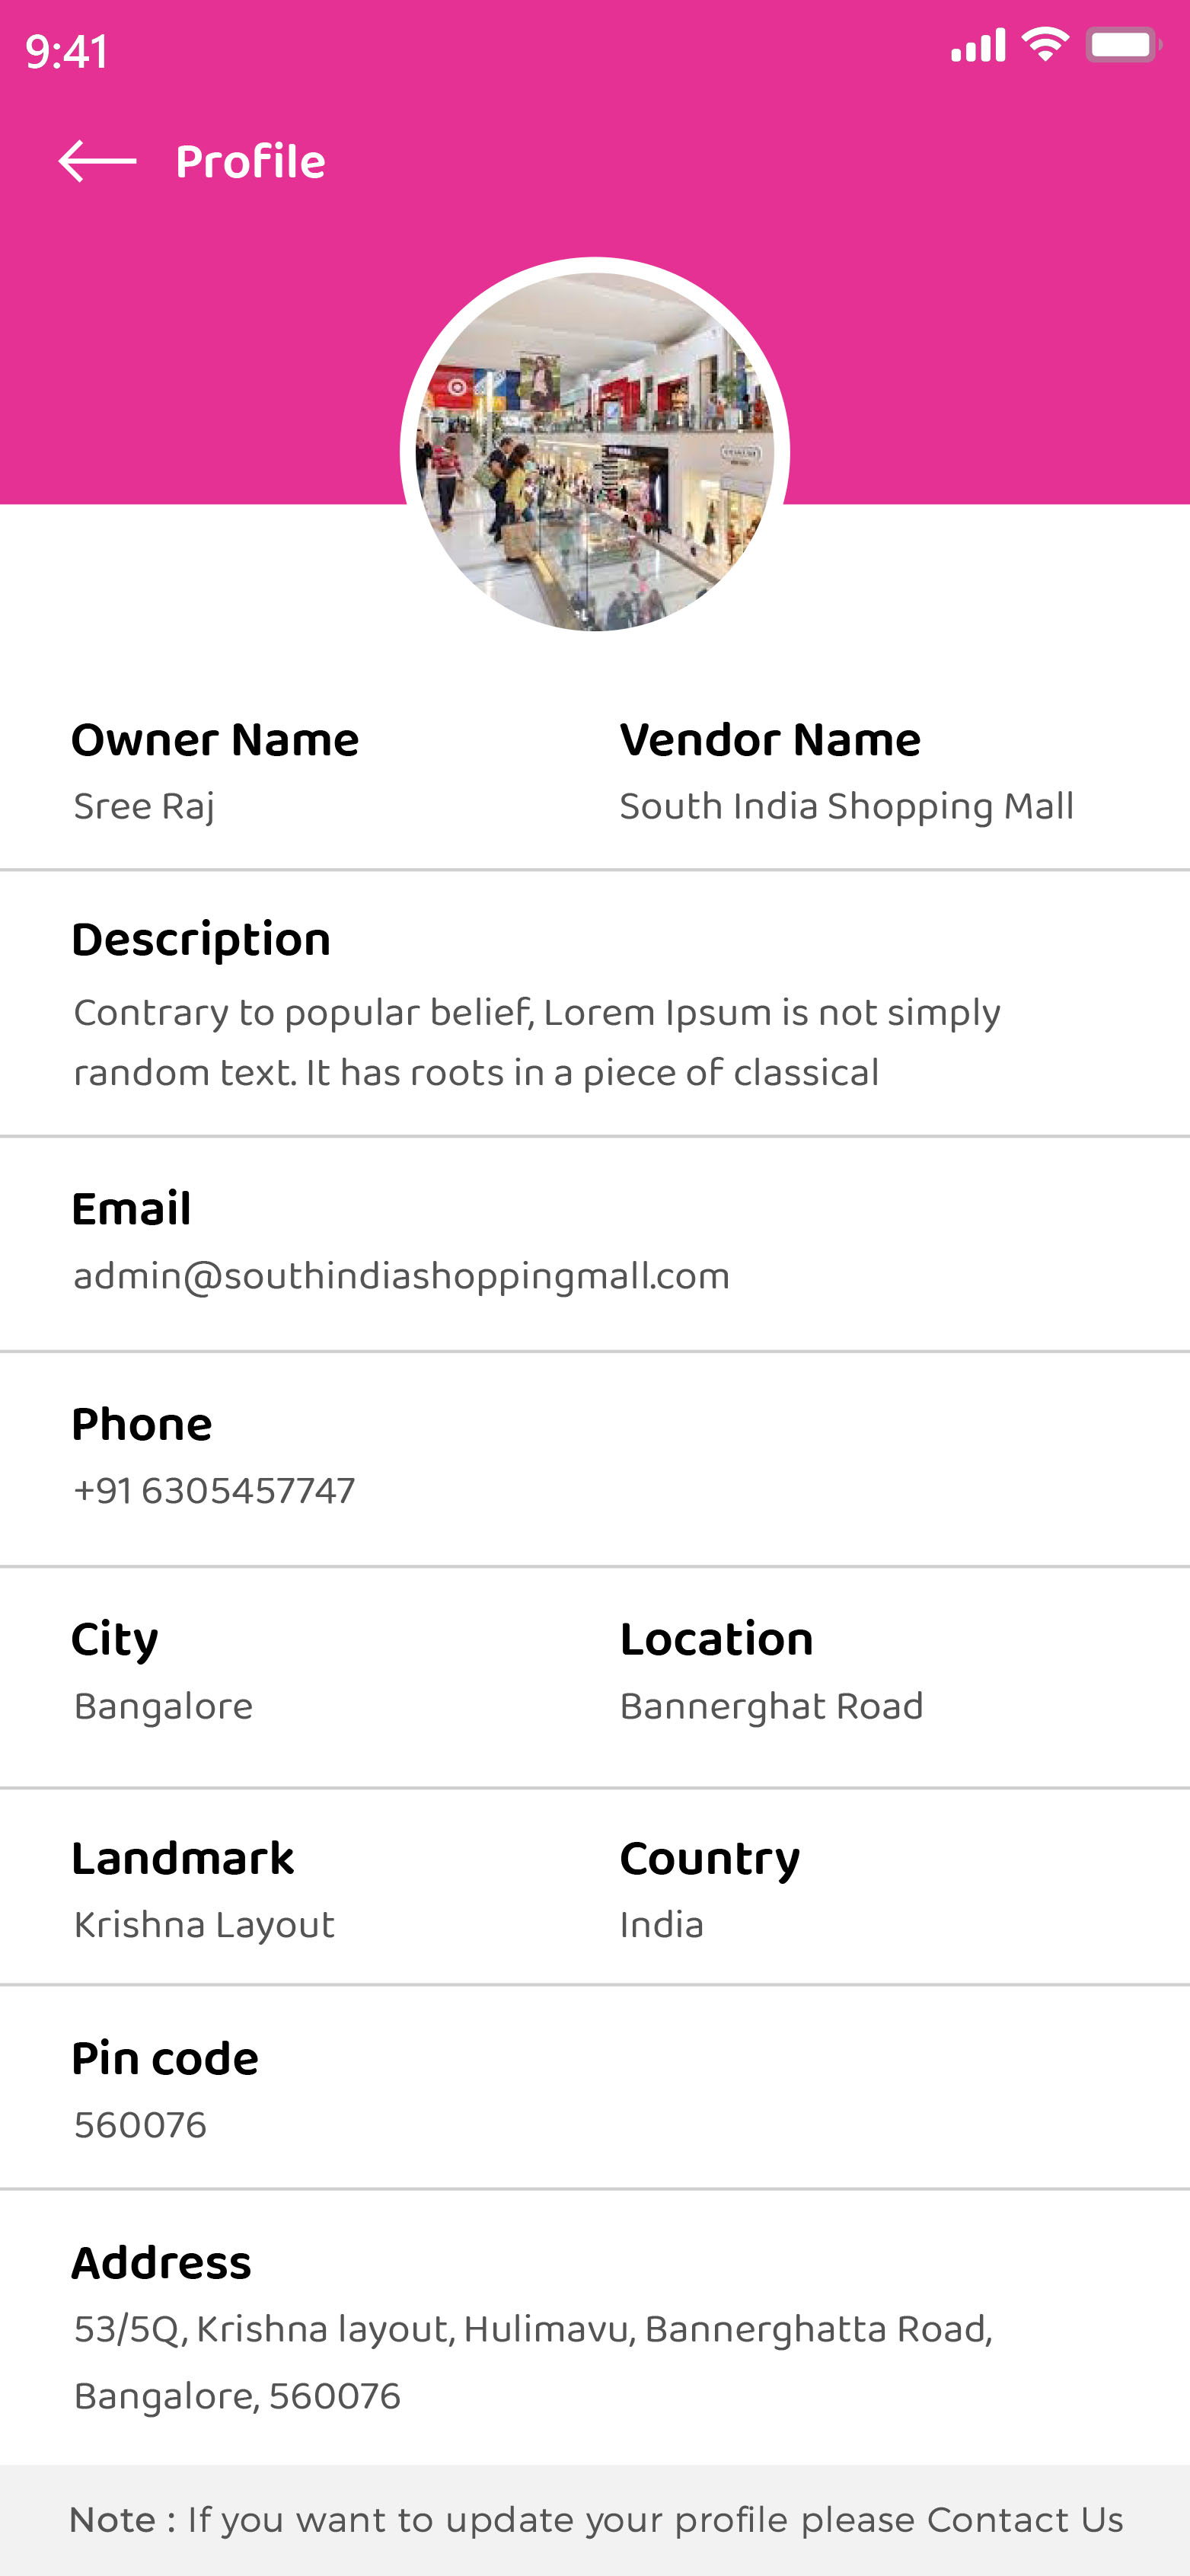 9:41
Profile
Owner Name
Vendor Name
Sree Raj
South India Shopping Mall
Description
Contrary to popular belief, Lorem Ipsum is not simply
random text. It has roots in a piece of classical
Email
admin@southindiashoppingmall.com
Phone
+91 6305457747
City
Location
Bangalore
Bannerghat Road
Landmark
Country
Krishna Layout
India
Pin code
560076
Address
53/5Q, Krishna layout, Hulimavu, Bannerghatta Road,
Bangalore, 560076
Note : If you want to update your profile please Contact Us